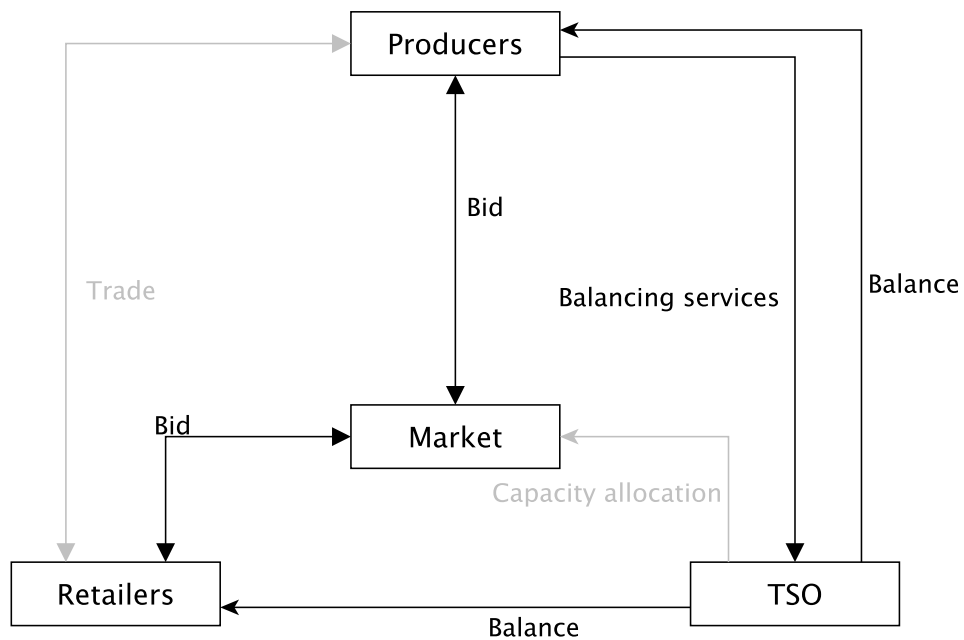 Producers
Bid
Trade
Balance
Balancing services
Bid
Market
Capacity allocation
Retailers
TSO
Balance